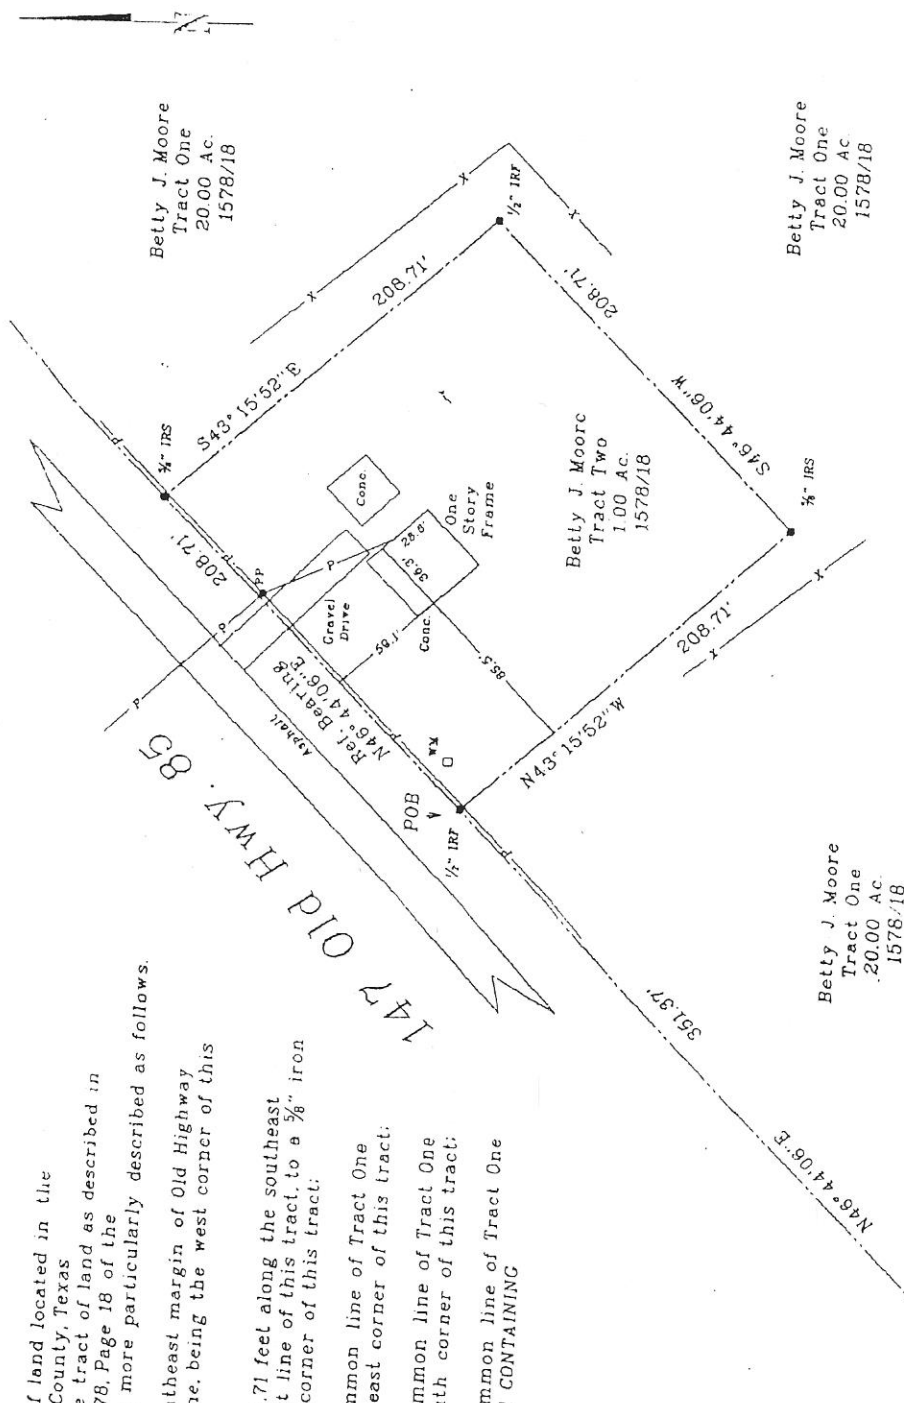 Betty J. Moore
Tract One
20.00 Ac.
1578/18
Betty J. Moore
Tract One
20.00 Ac.
1578/18
½" IRF
208.71'
S43° 15'52"E
X
X
X
208.71'
S46° 44'06"W
⅝" IRS
P
208.71'
P
PP
P
P
P
Conc.
One
Story
Frame
28.8'
36.3'
Gravel
Drive
Conc.
59.1'
85.5'
Betty J. Moore
Tract Two
1.00 Ac.
1578/18
⅝" IRS
208.71'
N43° 15'52"W
X
X
Ref. Bearing
N46° 44'06"E
Asphalt
P
WM
POB
½" IRF
P
147 Old Hwy. 85
351.37'
N46° 44'06"E
Betty J. Moore
Tract One
.20.00 Ac.
1578/18
f land located in the
County, Texas
e tract of land as described in
78, Page 18 of the
more particularly described as follows.
theast margin of Old Highway
ne, being the west corner of this
.71 feet along the southeast
t line of this tract, to a ⅝" iron
corner of this tract;
mmon line of Tract One
east corner of this tract;
mmon line of Tract One
th corner of this tract;
mmon line of Tract One
CONTAINING